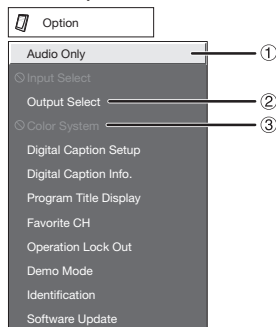 Option
Audio Only ①
Input Select
Output Select ②
Color System ③
Digital Caption Setup
Digital Caption Info.
Program Title Display
Favorite CH
Operation Lock Out
Demo Mode
Identification
Software Update